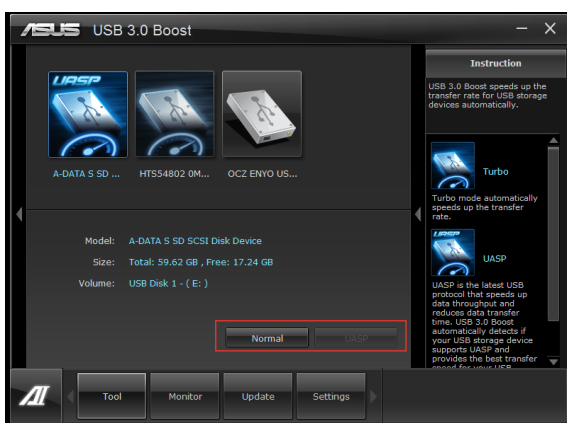 ASUS USB 3.0 Boost
Instruction
USB 3.0 Boost speeds up the
transfer rate for USB storage
devices automatically.
UASP
A-DATA S SD ...
HTS54802 0M...
OCZ ENYO US...
Turbo
Turbo mode automatically
speeds up the transfer
rate.
UASP
UASP
UASP is the latest USB
protocol that speeds up
data throughput and
reduces data transfer
time. USB 3.0 Boost
automatically detects if
your USB storage device
supports UASP and
provides the best transfer
speed for your USB
Model: A-DATA S SD SCSI Disk Device
Size: Total: 59.62 GB , Free: 17.24 GB
Volume: USB Disk 1 - ( E: )
Normal
UASP
Tool
Monitor
Update
Settings